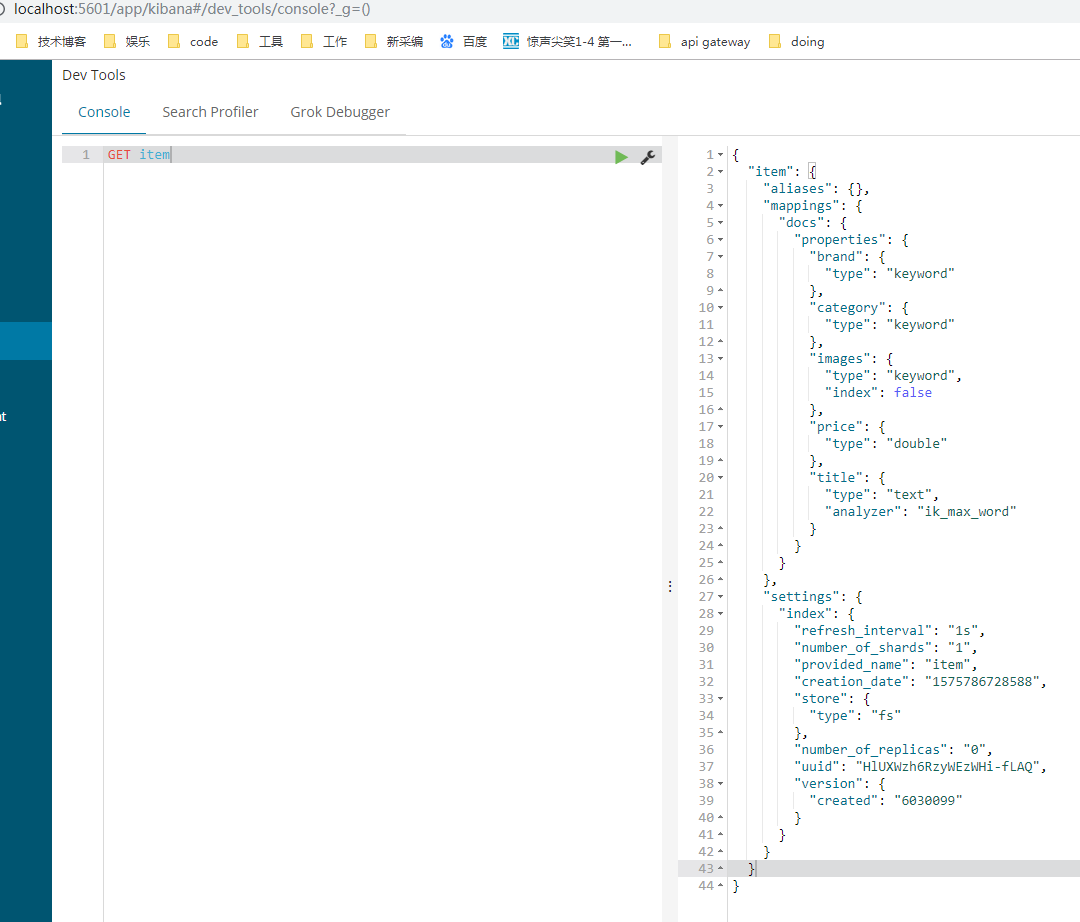 localhost:5601/app/kibana#/dev_tools/console?_g=()
技术博客 娱乐 code 工具 工作 新采编 百度 惊声尖笑1-4 第一... api gateway doing
Dev Tools
Console Search Profiler Grok Debugger
1 GET item
1 {
2 "item": {
3 "aliases": {},
4 "mappings": {
5 "docs": {
6 "properties": {
7 "brand": {
8 "type": "keyword"
9 },
10 "category": {
11 "type": "keyword"
12 },
13 "images": {
14 "type": "keyword",
15 "index": false
16 },
17 "price": {
18 "type": "double"
19 },
20 "title": {
21 "type": "text",
22 "analyzer": "ik_max_word"
23 }
24 }
25 }
26 },
27 "settings": {
28 "index": {
29 "refresh_interval": "1s",
30 "number_of_shards": "1",
31 "provided_name": "item",
32 "creation_date": "1575786728588",
33 "store": {
34 "type": "fs"
35 },
36 "number_of_replicas": "0",
37 "uuid": "HlUXWzh6RzyWEzWHi-fLAQ",
38 "version": {
39 "created": "6030099"
40 }
41 }
42 }
43 }
44 }